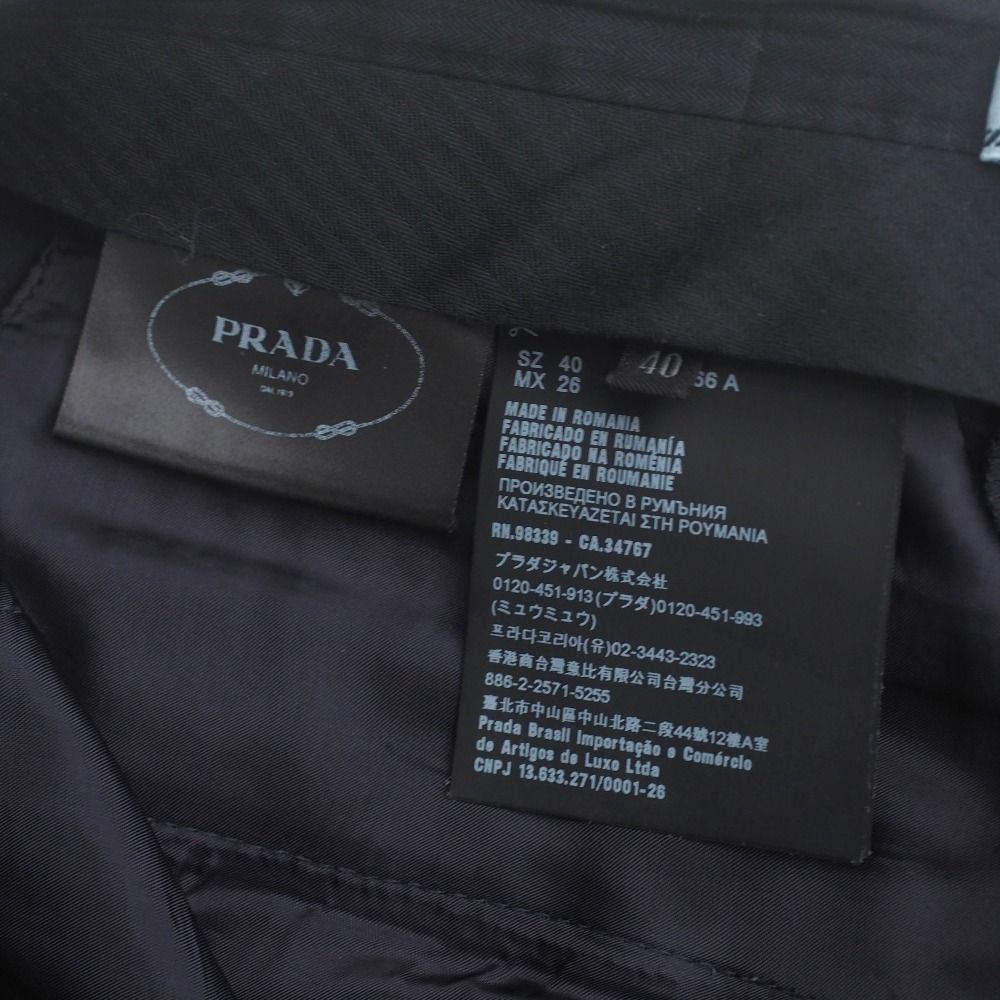 PRADA
MILANO
DAL 1913
SZ 40
MX 26
40
66 A
MADE IN ROMANIA
FABRICADO EN RUMANÍA
FABRICADO NA ROMÉNIA
FABRIQUÉ EN ROUMANIE
ПРОИЗВЕДЕНО В РУМЪНИЯ
ΚΑΤΑΣΚΕΥΑΖΕΤΑΙ ΣΤΗ ΡΟΥΜΑΝΙΑ
RN.98339 - CA.34767
プラダジャパン株式会社
0120-451-913(プラダ)0120-451-993
(ミュウミュウ)
프라다코리아(유)02-3443-2323
香港商台灣意比有限公司台灣分公司
886-2-2571-5255
臺北市中山區中山北路二段44號12樓A室
Prada Brasil Importação e Comércio
de Artigos de Luxo Ltda
CNPJ 13.633.271/0001-26